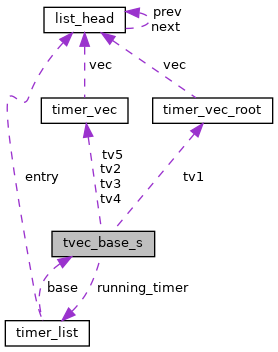 list_head
prev
next
vec
vec
timer_vec
timer_vec_root
tv5
tv2
tv3
tv4
tv1
entry
tvec_base_s
base
running_timer
timer_list